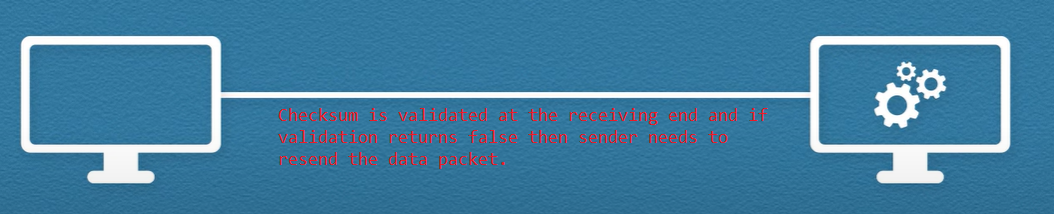 Checksum is validated at the receiving end and if
validation returns false then sender needs to
resend the data packet.